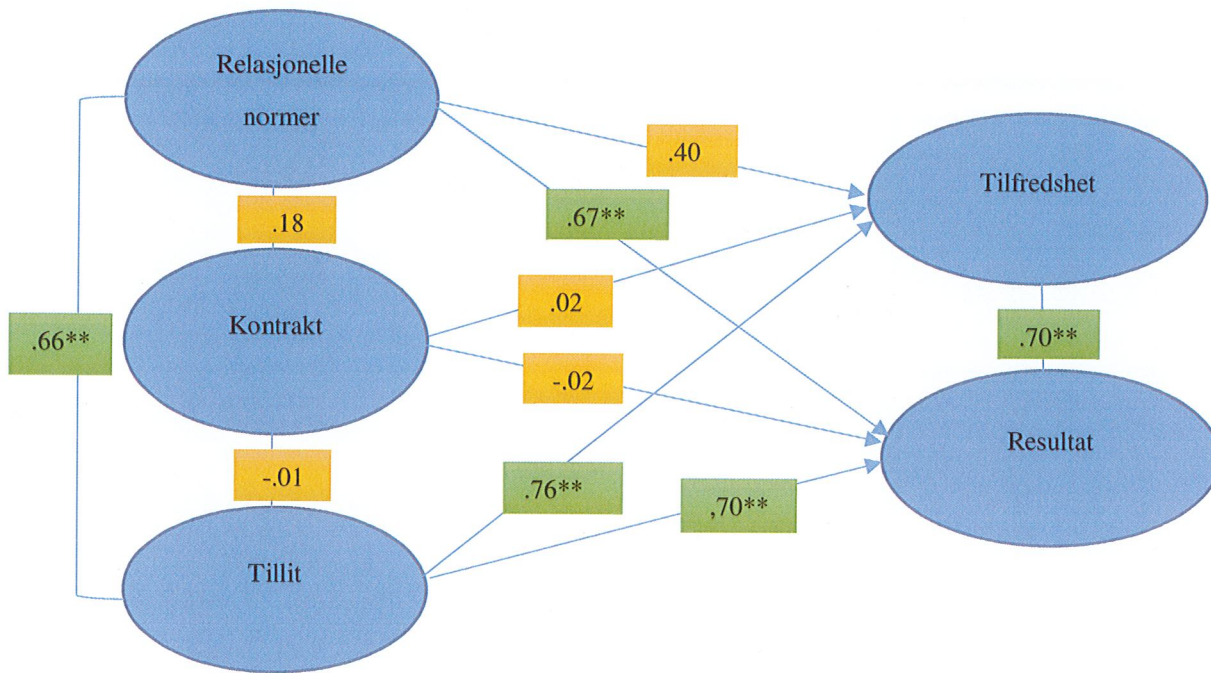 Relasjonelle
normer
.40
Tilfredshet
.67**
.18
.02
Kontrakt
.66**
.70**
-.02
Resultat
-.01
.76**
,70**
Tillit